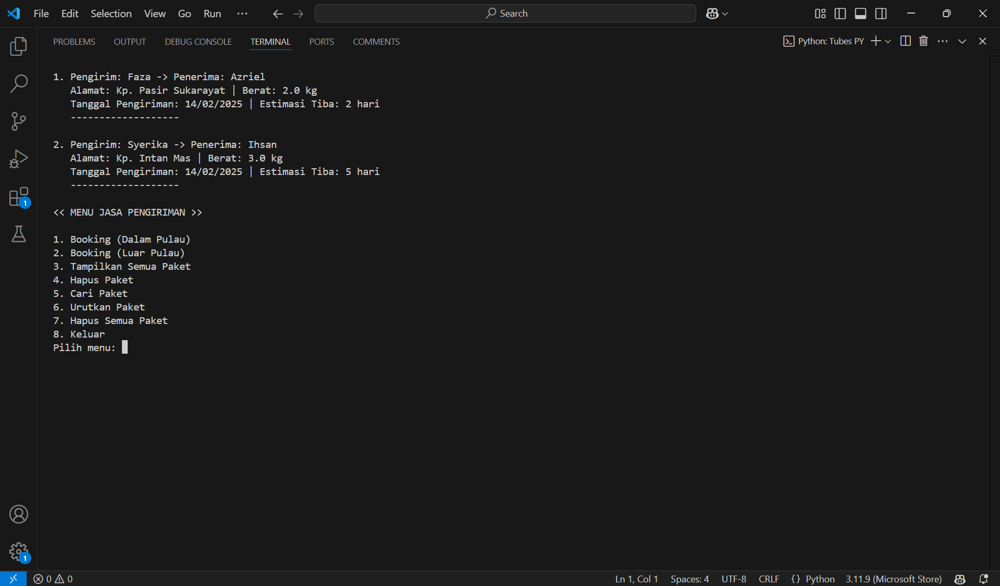 File Edit Selection View Go Run ··· Search
PROBLEMS OUTPUT DEBUG CONSOLE TERMINAL PORTS COMMENTS Python: Tubes PY
1. Pengirim: Faza -> Penerima: Azriel
Alamat: Kp. Pasir Sukarayat | Berat: 2.0 kg
Tanggal Pengiriman: 14/02/2025 | Estimasi Tiba: 2 hari
-------------------
2. Pengirim: Syerika -> Penerima: Ihsan
Alamat: Kp. Intan Mas | Berat: 3.0 kg
Tanggal Pengiriman: 14/02/2025 | Estimasi Tiba: 5 hari
-------------------
1
<< MENU JASA PENGIRIMAN >>
1. Booking (Dalam Pulau)
2. Booking (Luar Pulau)
3. Tampilkan Semua Paket
4. Hapus Paket
5. Cari Paket
6. Urutkan Paket
7. Hapus Semua Paket
8. Keluar
Pilih menu:
1
0 0 Ln 1, Col 1 Spaces: 4 UTF-8 CRLF {} Python 3.11.9 (Microsoft Store)